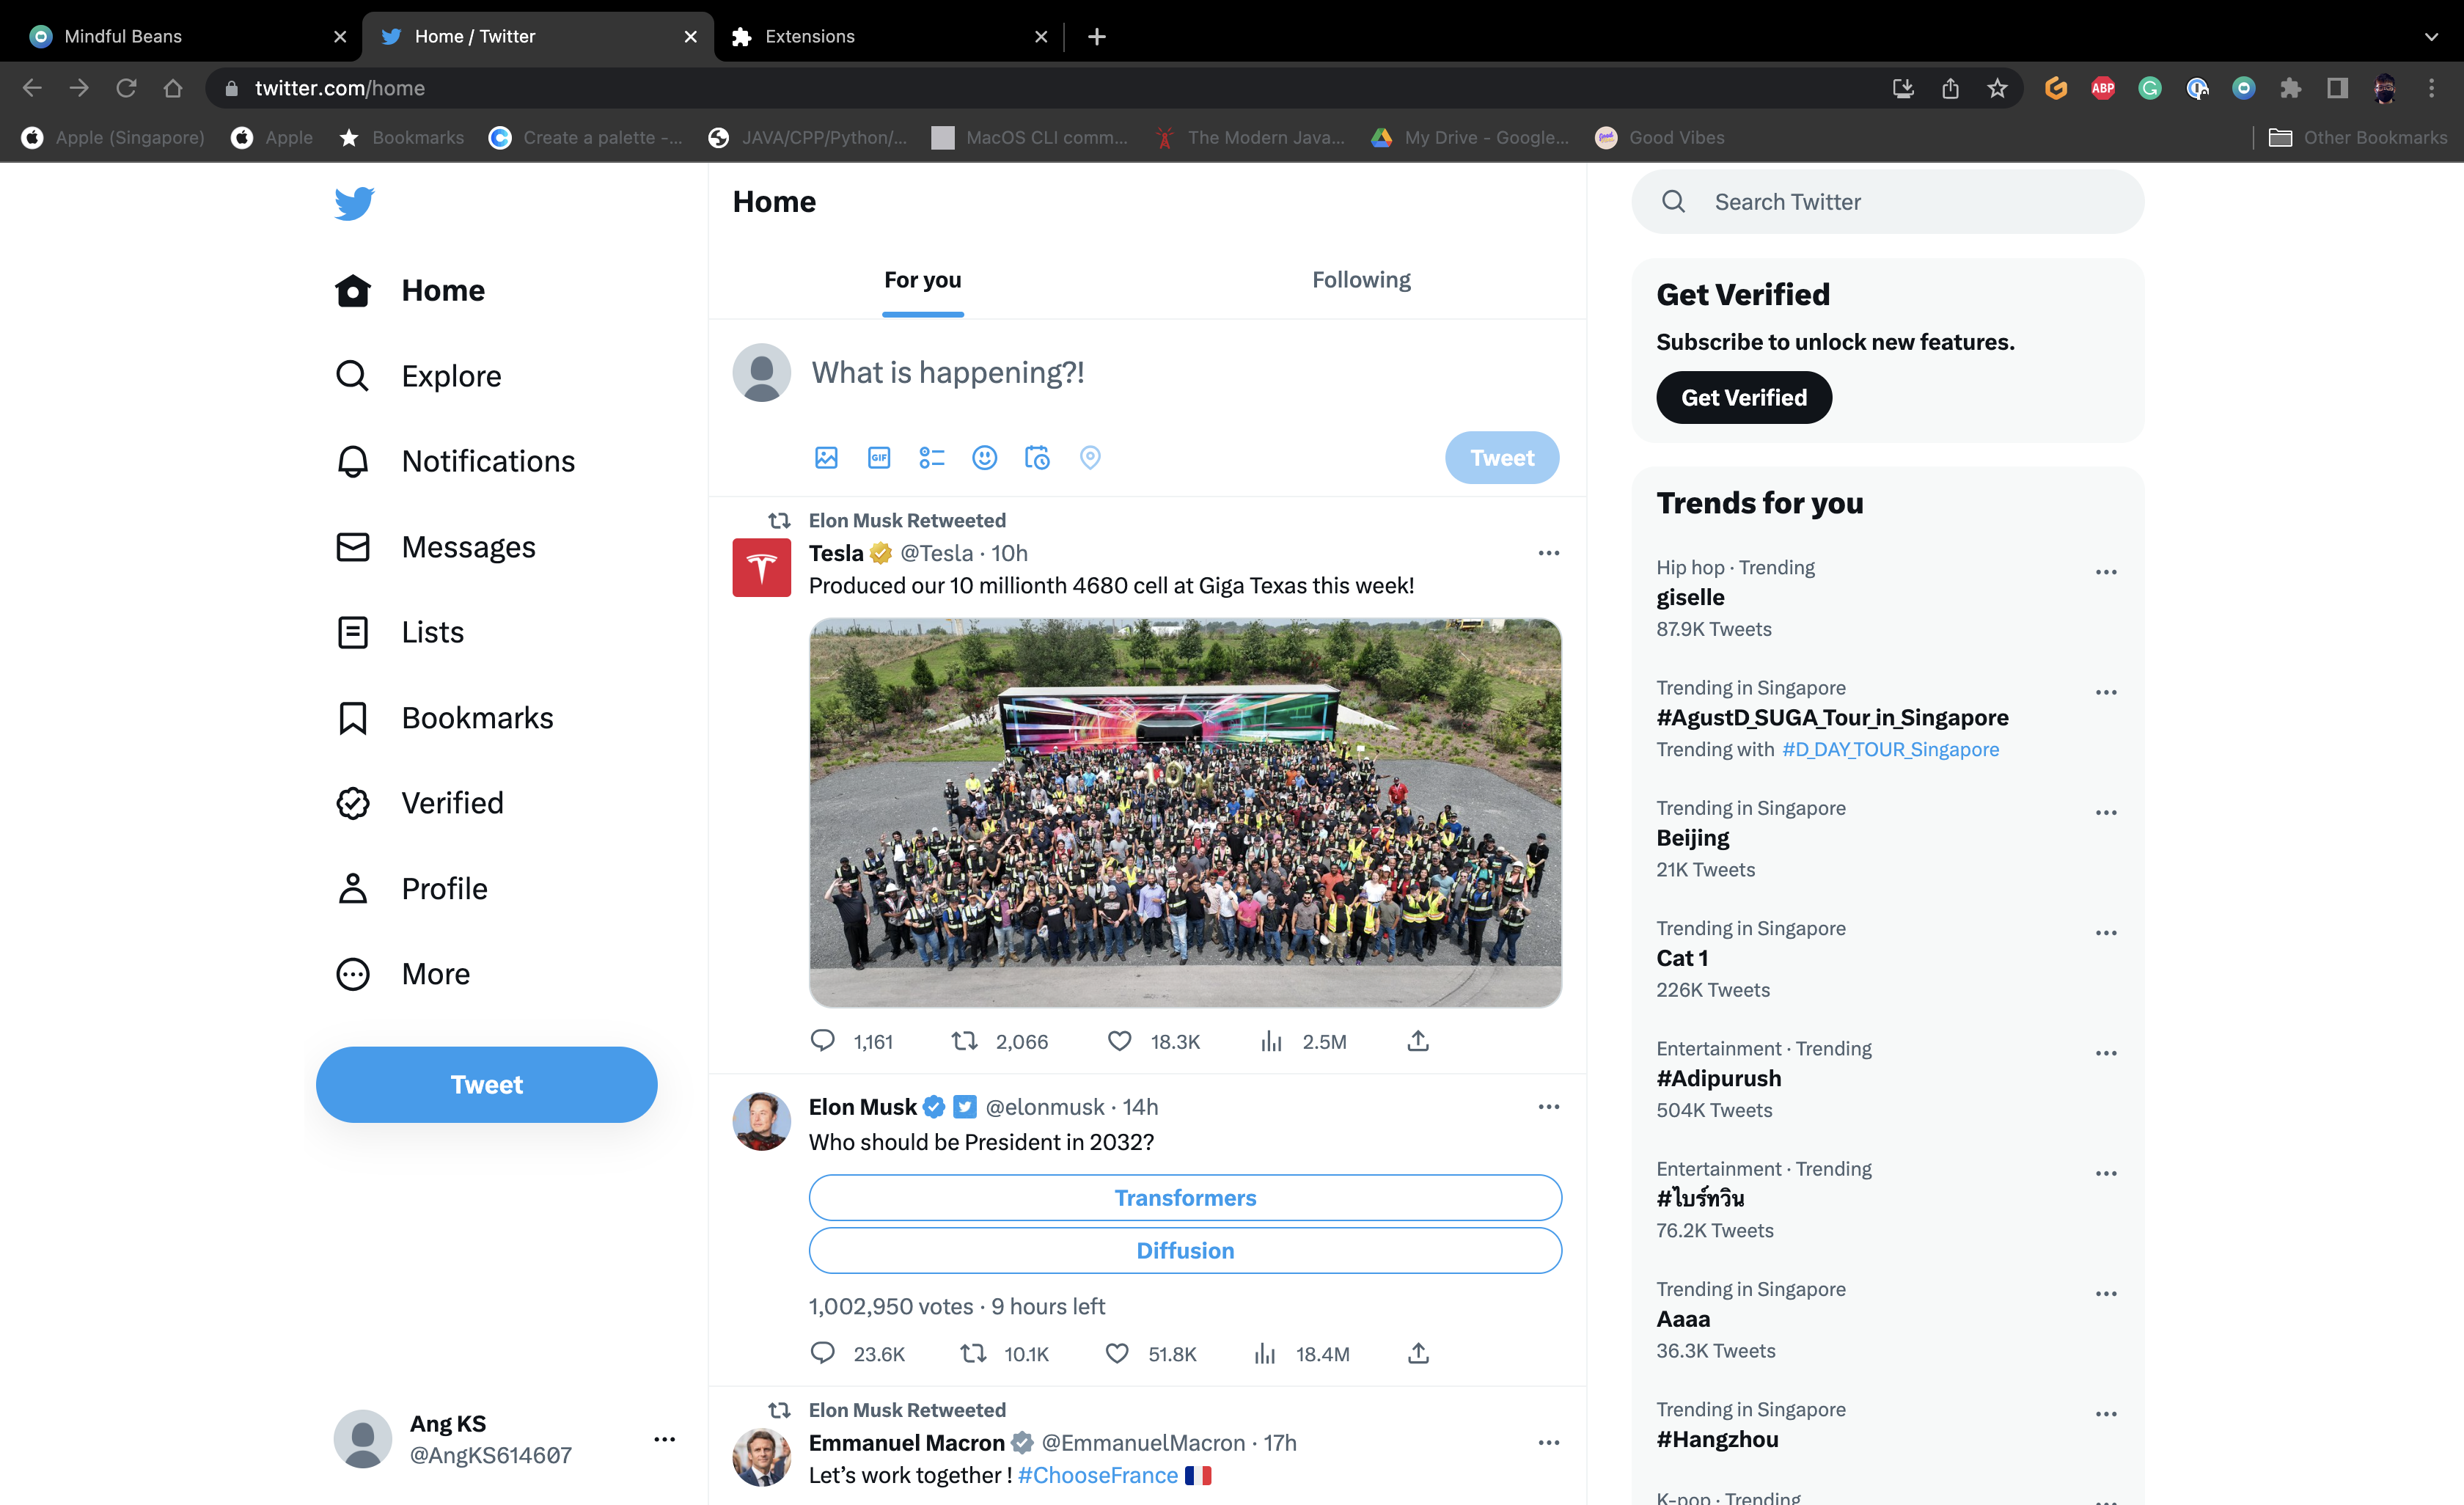 Mindful Beans
Home / Twitter
Extensions
twitter.com/home
ABP
Apple (Singapore)
Apple
Bookmarks
Create a palette -...
JAVA/CPP/Python/...
MacOS CLI comm...
The Modern Java...
My Drive - Google...
Good Vibes
Other Bookmarks
Home
Explore
Notifications
Messages
Lists
Bookmarks
Verified
Profile
More
Tweet
Ang KS
@AngKS614607
Home
For you
Following
What is happening?!
GIF
Tweet
Elon Musk Retweeted
Tesla @Tesla · 10h
Produced our 10 millionth 4680 cell at Giga Texas this week!
10M
1,161 2,066 18.3K 2.5M
Elon Musk @elonmusk · 14h
Who should be President in 2032?
Transformers
Diffusion
1,002,950 votes · 9 hours left
23.6K 10.1K 51.8K 18.4M
Elon Musk Retweeted
Emmanuel Macron @EmmanuelMacron · 17h
Let’s work together ! #ChooseFrance 🇫🇷
Search Twitter
Get Verified
Subscribe to unlock new features.
Get Verified
Trends for you
Hip hop · Trending
giselle
87.9K Tweets
Trending in Singapore
#AgustD_SUGA_Tour_in_Singapore
Trending with #D_DAY_TOUR_Singapore
Trending in Singapore
Beijing
21K Tweets
Trending in Singapore
Cat 1
226K Tweets
Entertainment · Trending
#Adipurush
504K Tweets
Entertainment · Trending
#ไบร์ทวิน
76.2K Tweets
Trending in Singapore
Aaaa
36.3K Tweets
Trending in Singapore
#Hangzhou
K-pop · Trending